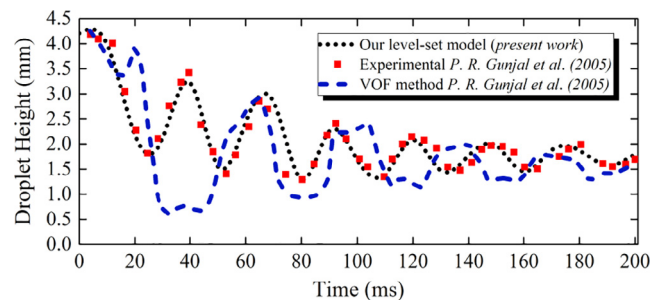 4.5
4.0
3.5
3.0
2.5
2.0
1.5
1.0
0.5
0.0
Droplet Height (mm)
Our level-set model (present work)
Experimental P. R. Gunjal et al. (2005)
VOF method P. R. Gunjal et al. (2005)
0 20 40 60 80 100 120 140 160 180 200
Time (ms)